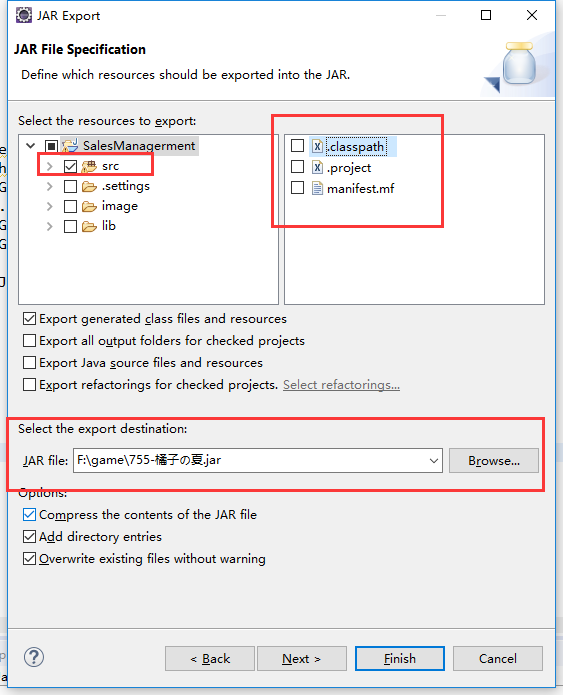 JAR Export
JAR File Specification
Define which resources should be exported into the JAR.
Select the resources to export:
SalesManagerment
src
.settings
image
lib
.classpath
.project
manifest.mf
Export generated class files and resources
Export all output folders for checked projects
Export Java source files and resources
Export refactorings for checked projects. Select refactorings...
Select the export destination:
JAR file: F:\game\755-橘子の夏.jar Browse...
Options:
Compress the contents of the JAR file
Add directory entries
Overwrite existing files without warning
? < Back Next > Finish Cancel